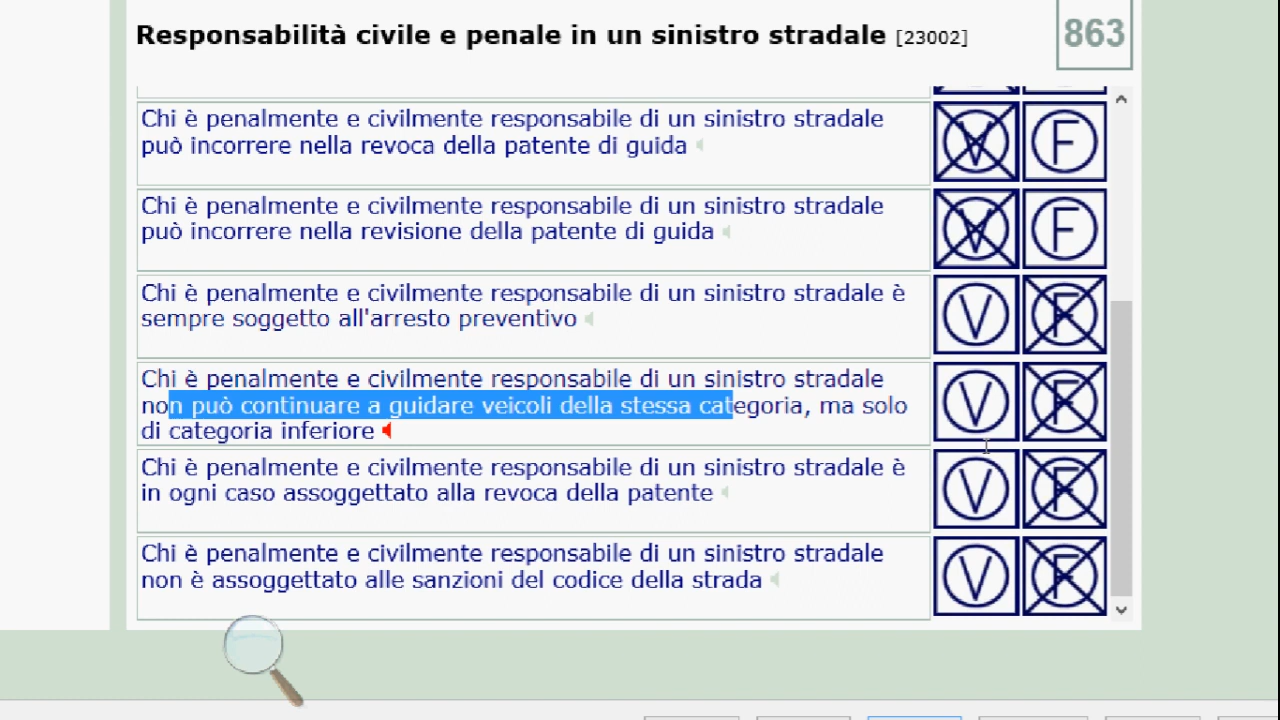 Responsabilità civile e penale in un sinistro stradale [23002]
863
Chi è penalmente e civilmente responsabile di un sinistro stradale
può incorrere nella revoca della patente di guida
V F
Chi è penalmente e civilmente responsabile di un sinistro stradale
può incorrere nella revisione della patente di guida
V F
Chi è penalmente e civilmente responsabile di un sinistro stradale è
sempre soggetto all'arresto preventivo
V F
Chi è penalmente e civilmente responsabile di un sinistro stradale
non può continuare a guidare veicoli della stessa categoria, ma solo
di categoria inferiore
V F
Chi è penalmente e civilmente responsabile di un sinistro stradale è
in ogni caso assoggettato alla revoca della patente
V F
Chi è penalmente e civilmente responsabile di un sinistro stradale
non è assoggettato alle sanzioni del codice della strada
V F